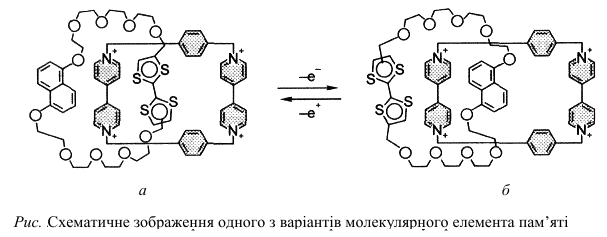 O O O O O O O O O O
N+ N+ N+ N+
S S S S
–e⁻
–e⁺
O O O O O O O O O O
N+ N+ N+ N+
S S S S
а б
Рис. Схематичне зображення одного з варіантів молекулярного елемента пам’яті